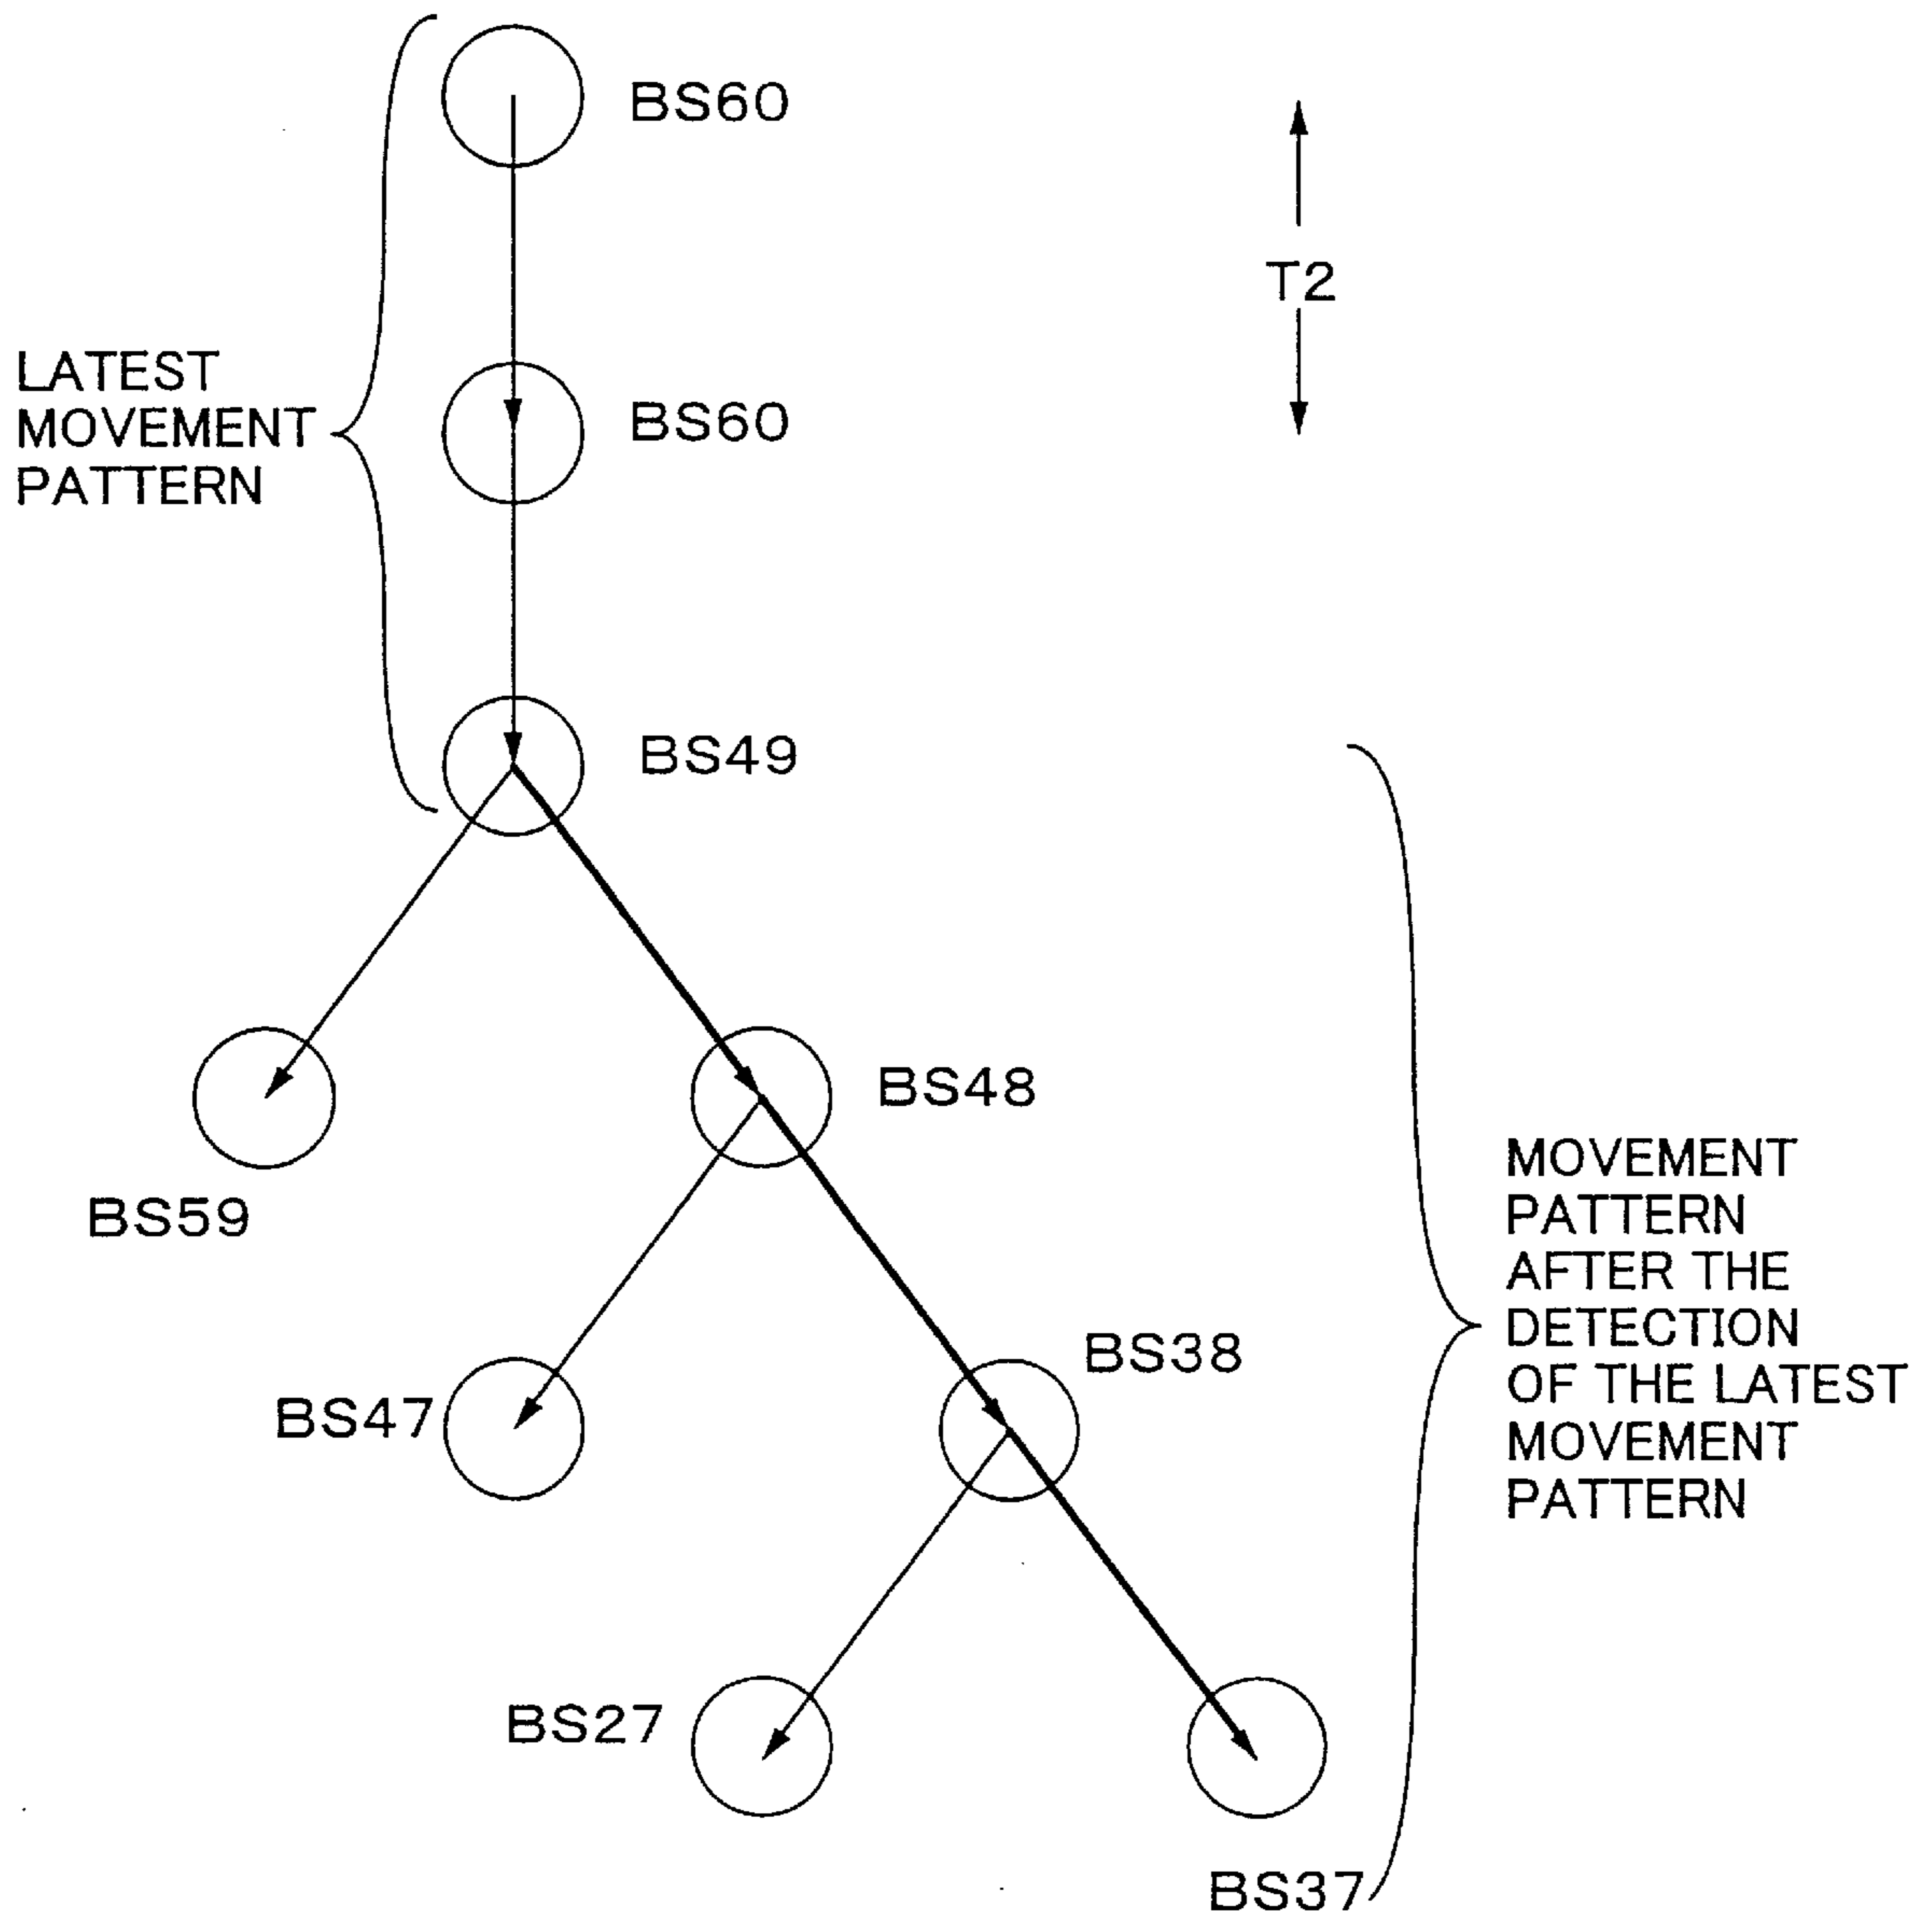 BS60
T2
LATEST
MOVEMENT
PATTERN
BS60
BS49
BS48
BS59
MOVEMENT
PATTERN
AFTER THE
DETECTION
OF THE LATEST
MOVEMENT
PATTERN
BS38
BS47
BS27
BS37